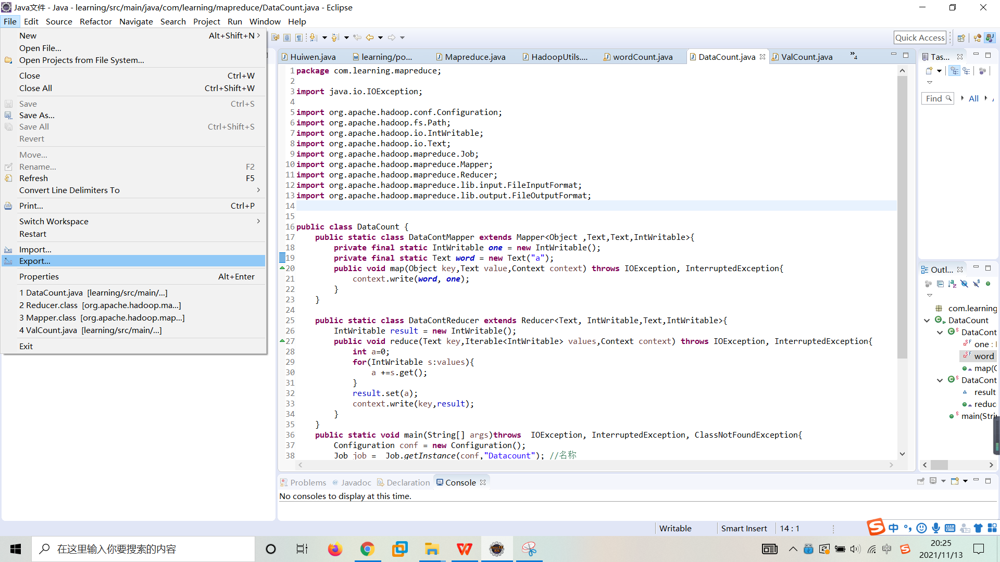 Java文件 - Java - learning/src/main/java/com/learning/mapreduce/DataCount.java - Eclipse
File Edit Source Refactor Navigate Search Project Run Window Help
New Alt+Shift+N
Open File...
Open Projects from File System...
Close Ctrl+W
Close All Ctrl+Shift+W
Save Ctrl+S
Save As...
Save All Ctrl+Shift+S
Revert
Move...
Rename... F2
Refresh F5
Convert Line Delimiters To
Print... Ctrl+P
Switch Workspace
Restart
Import...
Export...
Properties Alt+Enter
1 DataCount.java [learning/src/main/...]
2 Reducer.class [org.apache.hadoop.ma...]
3 Mapper.class [org.apache.hadoop.map...]
4 ValCount.java [learning/src/main/...]
Exit
Quick Access
Huiwen.java learning/po... Mapreduce.java HadoopUtils.... wordCount.java DataCount.java ValCount.java »4
1 package com.learning.mapreduce;
2
3 import java.io.IOException;
4
5 import org.apache.hadoop.conf.Configuration;
6 import org.apache.hadoop.fs.Path;
7 import org.apache.hadoop.io.IntWritable;
8 import org.apache.hadoop.io.Text;
9 import org.apache.hadoop.mapreduce.Job;
10 import org.apache.hadoop.mapreduce.Mapper;
11 import org.apache.hadoop.mapreduce.Reducer;
12 import org.apache.hadoop.mapreduce.lib.input.FileInputFormat;
13 import org.apache.hadoop.mapreduce.lib.output.FileOutputFormat;
14
15
16 public class DataCount {
17 public static class DataContMapper extends Mapper<Object ,Text,Text,IntWritable>{
18 private final static IntWritable one = new IntWritable();
19 private final static Text word = new Text("a");
20 public void map(Object key,Text value,Context context) throws IOException, InterruptedException{
21 context.write(word, one);
22 }
23 }
24
25 public static class DataContReducer extends Reducer<Text, IntWritable,Text,IntWritable>{
26 IntWritable result = new IntWritable();
27 public void reduce(Text key,Iterable<IntWritable> values,Context context) throws IOException, InterruptedException{
28 int a=0;
29 for(IntWritable s:values){
30 a +=s.get();
31 }
32 result.set(a);
33 context.write(key,result);
34 }
35 }
36 public static void main(String[] args)throws  IOException, InterruptedException, ClassNotFoundException{
37 Configuration conf = new Configuration();
38 Job job =  Job.getInstance(conf,"Datacount"); //名称
Tas...
Find All
Outl...
com.learning
DataCount
DataCont
one :
word
map(
DataCont
result
reduc
main(Stri
Problems @ Javadoc Declaration Console
No consoles to display at this time.
Writable Smart Insert 14 : 1
中
在这里输入你要搜索的内容
中
20:25
2021/11/13